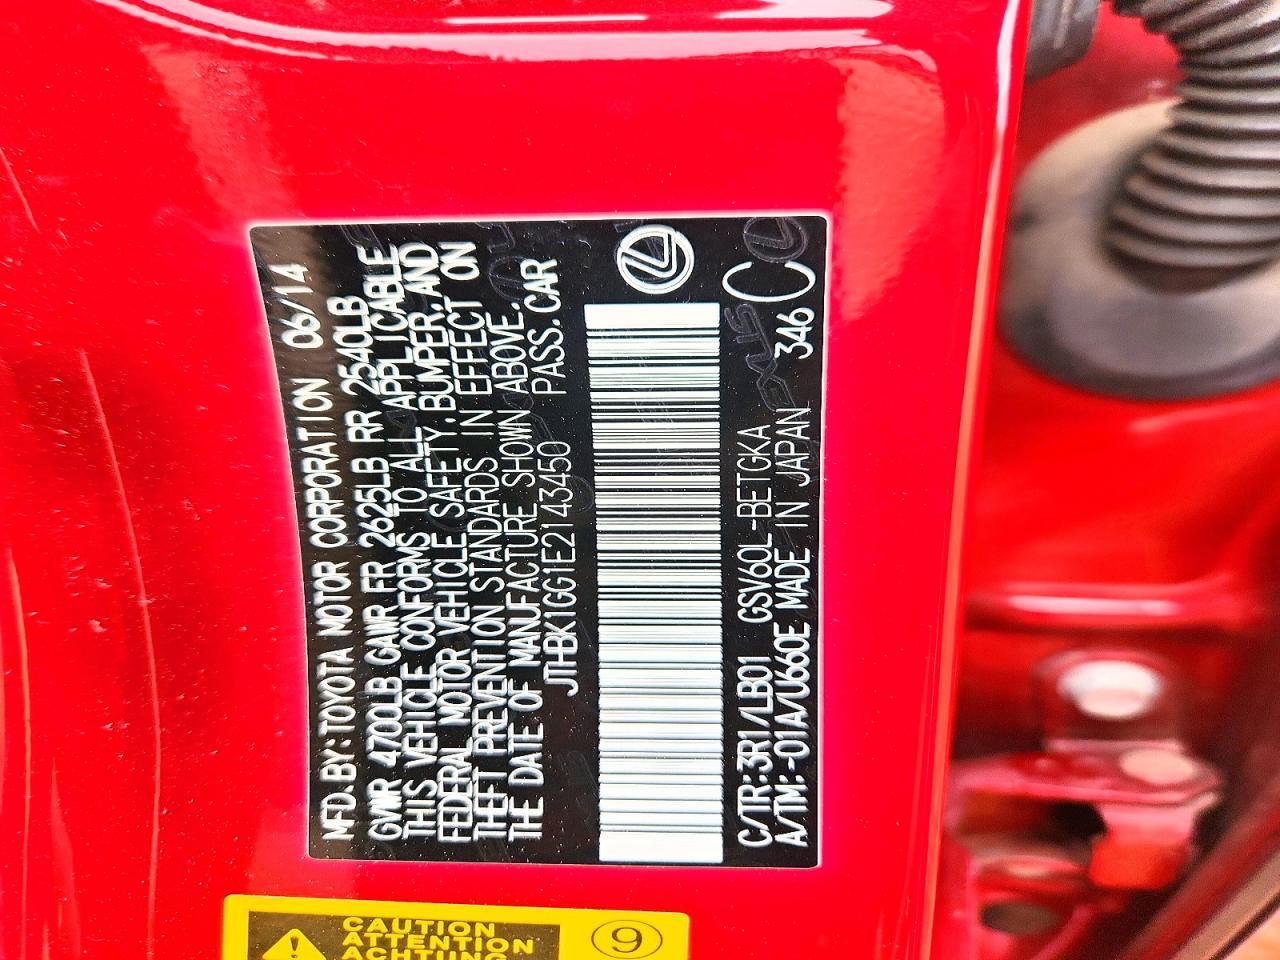 MFD.BY:TOYOTA MOTOR CORPORATION 06/14
GVWR 4700LB GAWR FR 2625LB RR 2540LB
THIS VEHICLE CONFORMS TO ALL APPLICABLE
FEDERAL MOTOR VEHICLE SAFETY,BUMPER,AND
THEFT PREVENTION STANDARDS IN EFFECT ON
THE DATE OF MANUFACTURE SHOWN ABOVE.
JTHBK1GG1E2143450 PASS.CAR
C/TR:3R1/LB01 GSV60L-BETGKA
A/TM:-01A/U660E MADE IN JAPAN 346 C
LEXUS
CAUTION
ATTENTION
ACHTUNG
9